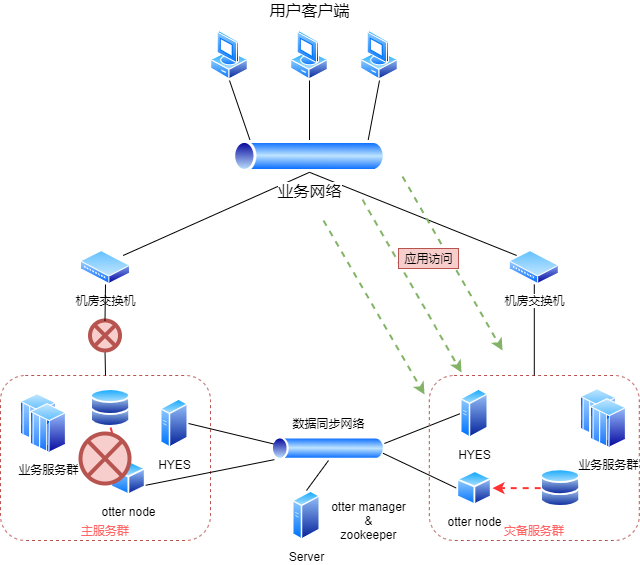 用户客户端
业务网络
应用访问
机房交换机
机房交换机
数据同步网络
HYES
HYES
业务服务群
业务服务群
otter node
otter node
主服务群
灾备服务群
otter manager
&
zookeeper
Server